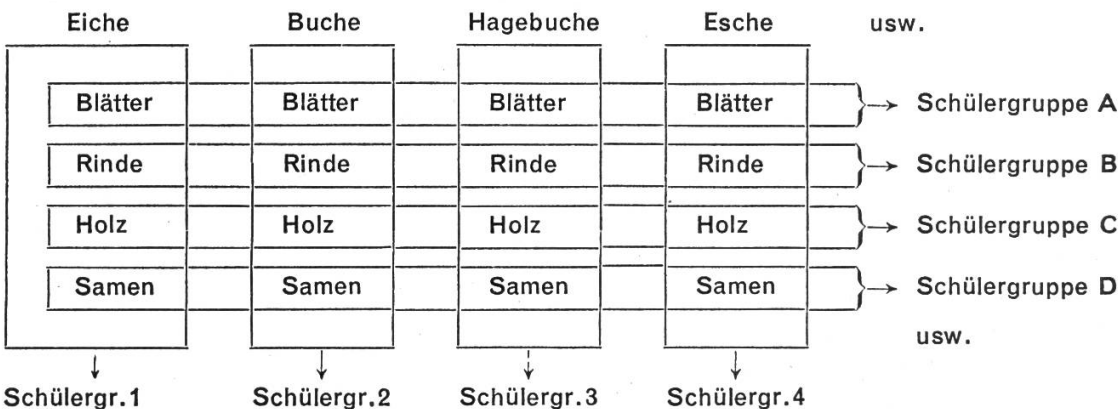 Eiche Buche Hagebuche Esche usw.
Blätter Blätter Blätter Blätter → Schülergruppe A
Rinde Rinde Rinde Rinde → Schülergruppe B
Holz Holz Holz Holz → Schülergruppe C
Samen Samen Samen Samen → Schülergruppe D
usw.
Schülergr.1 Schülergr.2 Schülergr.3 Schülergr.4